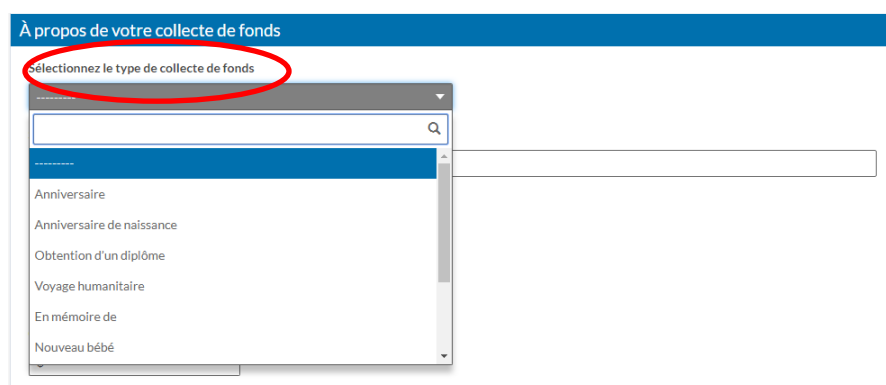 À propos de votre collecte de fonds
Sélectionnez le type de collecte de fonds
---------
---------
Anniversaire
Anniversaire de naissance
Obtention d'un diplôme
Voyage humanitaire
En mémoire de
Nouveau bébé